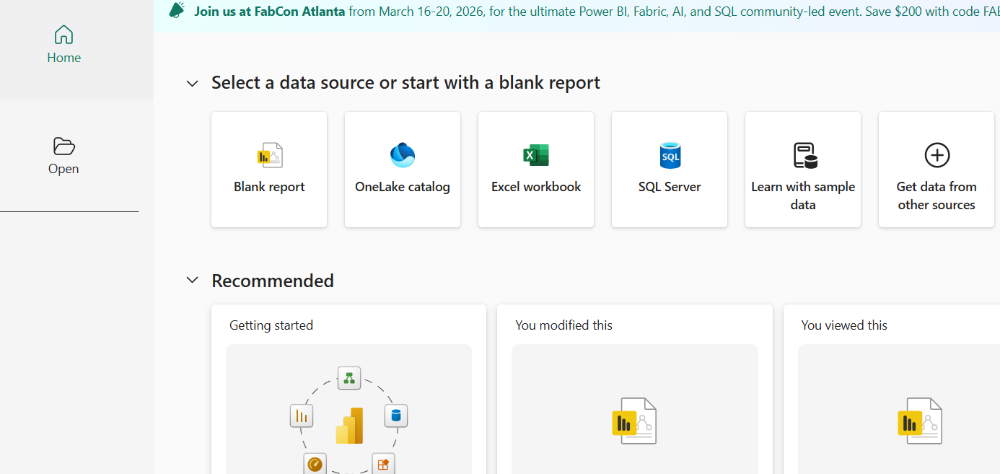 Join us at FabCon Atlanta from March 16-20, 2026, for the ultimate Power BI, Fabric, AI, and SQL community-led event. Save $200 with code
Home
Open
Select a data source or start with a blank report
Blank report
OneLake catalog
Excel workbook
SQL
SQL Server
Learn with sample
data
Get data from
other sources
Recommended
Getting started
You modified this
You viewed this